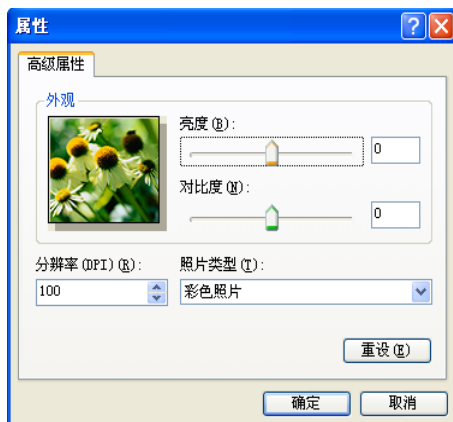 属性
高级属性
外观
亮度(B):
0
对比度(N):
0
分辨率(DPI)(R): 照片类型(T):
100 彩色照片
重设(E)
确定 取消